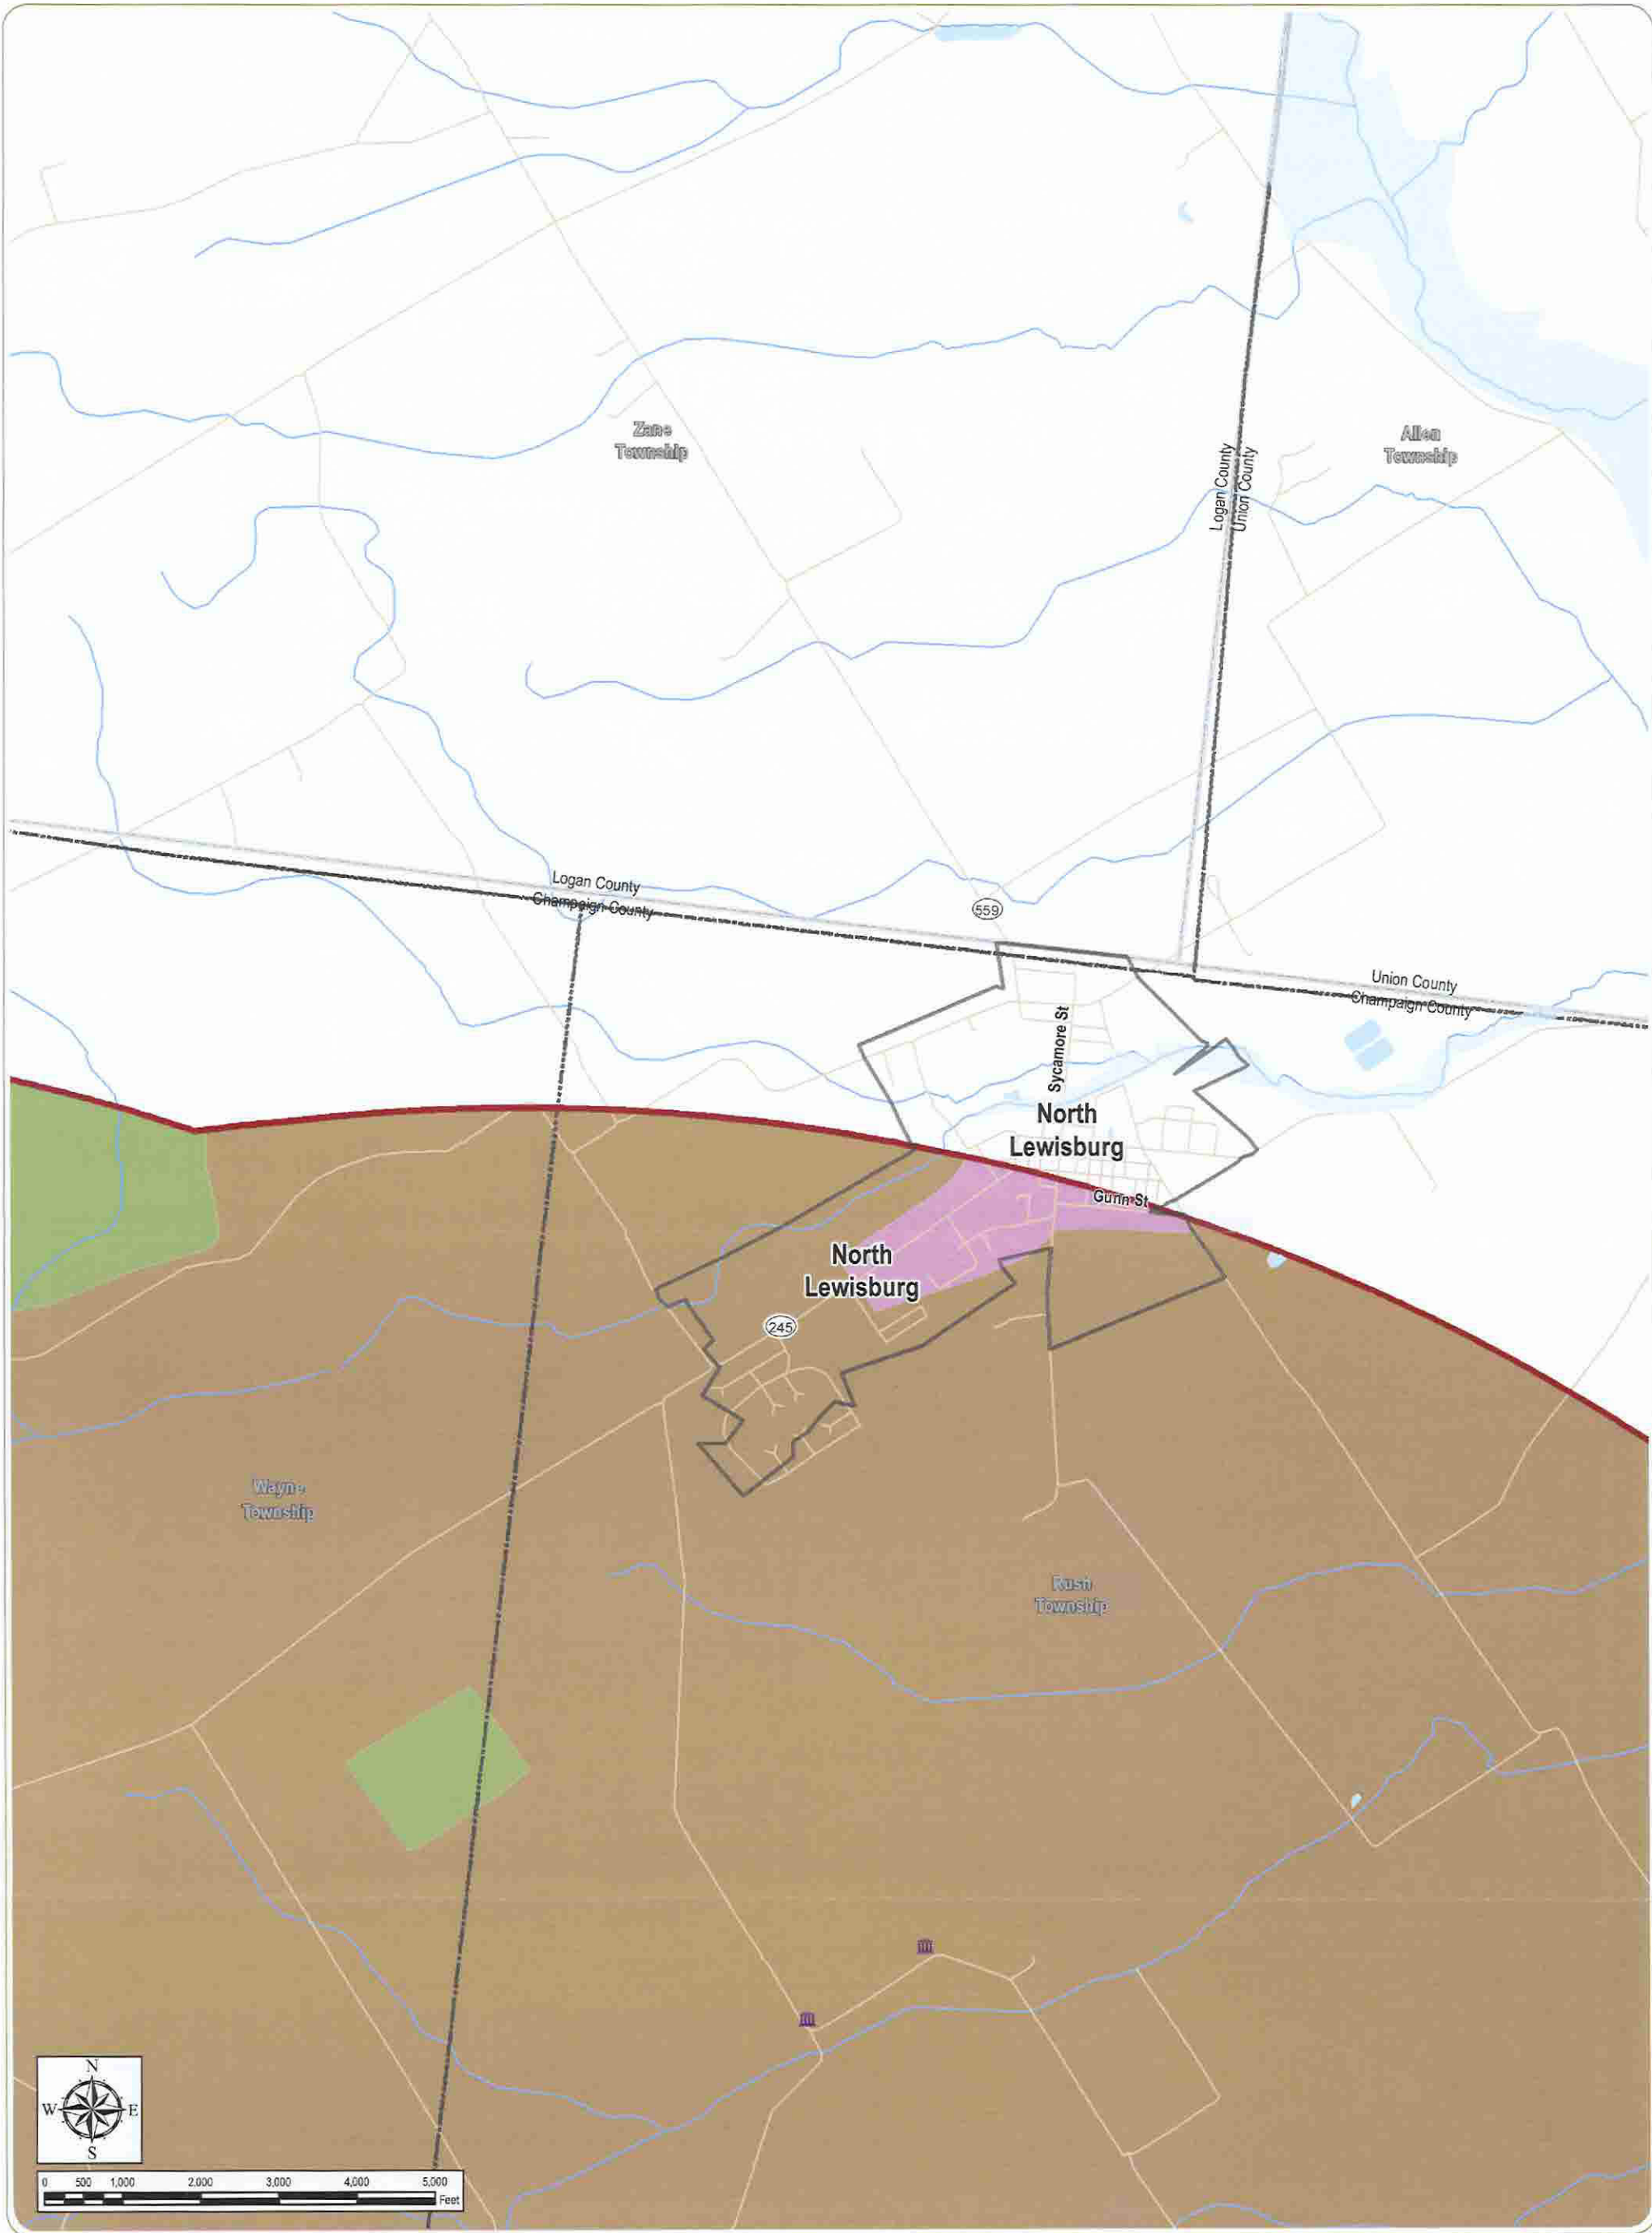 Zane
Township
Allen
Township
Logan County
Union County
Logan County
Champaign County
559
Union County
Champaign County
Sycamore St
North
Lewisburg
Gunn St
North
Lewisburg
245
Wayne
Township
Rush
Township
N
W E
S
0 500 1,000 2,000 3,000 4,000 5,000
Feet